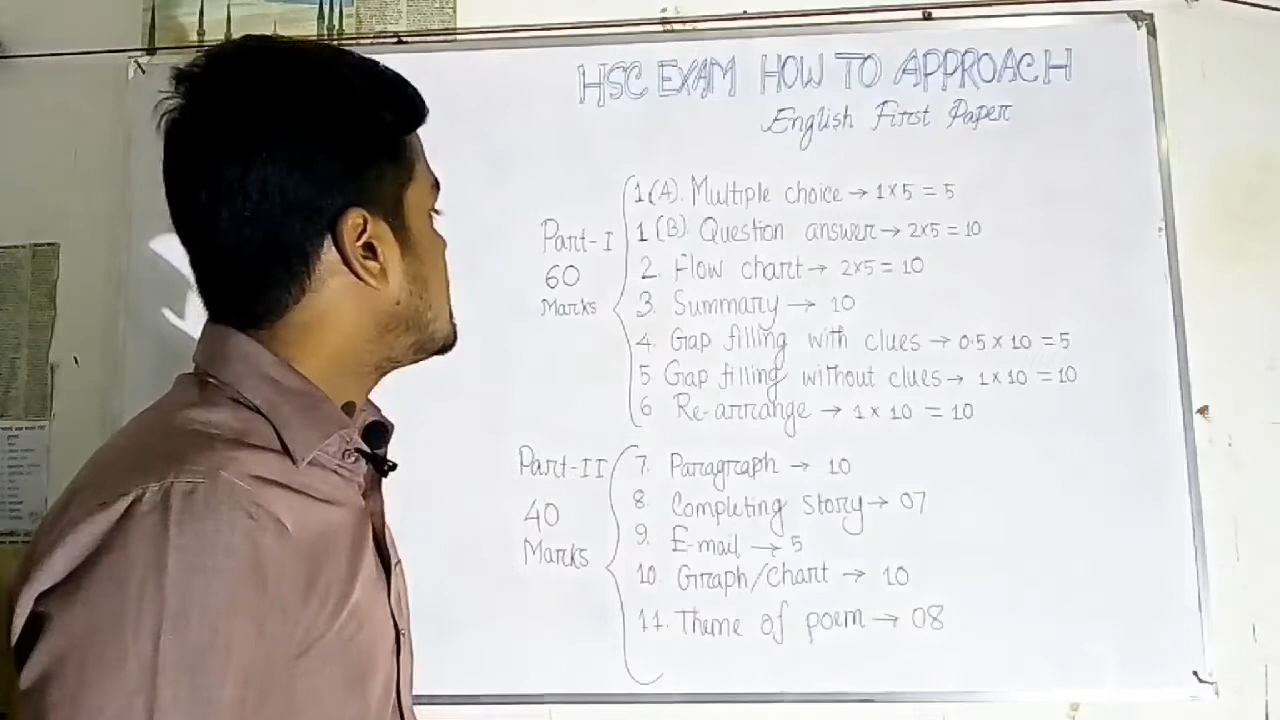 HSC EXAM HOW TO APPROACH
English First Paper
Part-I
60
Marks
1(A). Multiple choice → 1×5 = 5
1(B). Question answer → 2×5 = 10
2. Flow chart → 2×5 = 10
3. Summary → 10
4. Gap filling with clues → 0.5 × 10 = 5
5 Gap filling without clues → 1×10 = 10
6 Re-arrange → 1 × 10 = 10
Part-II
40
Marks
7. Paragraph → 10
8. Completing story → 07
9. E-mail → 5
10. Graph/Chart → 10
11. Theme of poem → 08